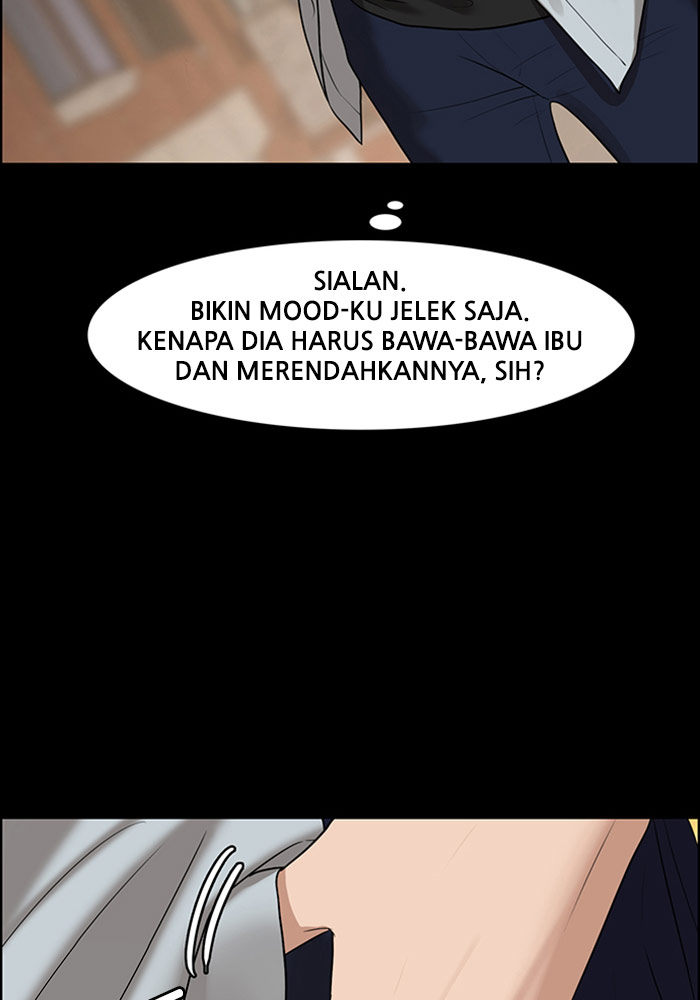 SIALAN.
BIKIN MOOD-KU JELEK SAJA.
KENAPA DIA HARUS BAWA-BAWA IBU
DAN MERENDAHKANNYA, SIH?